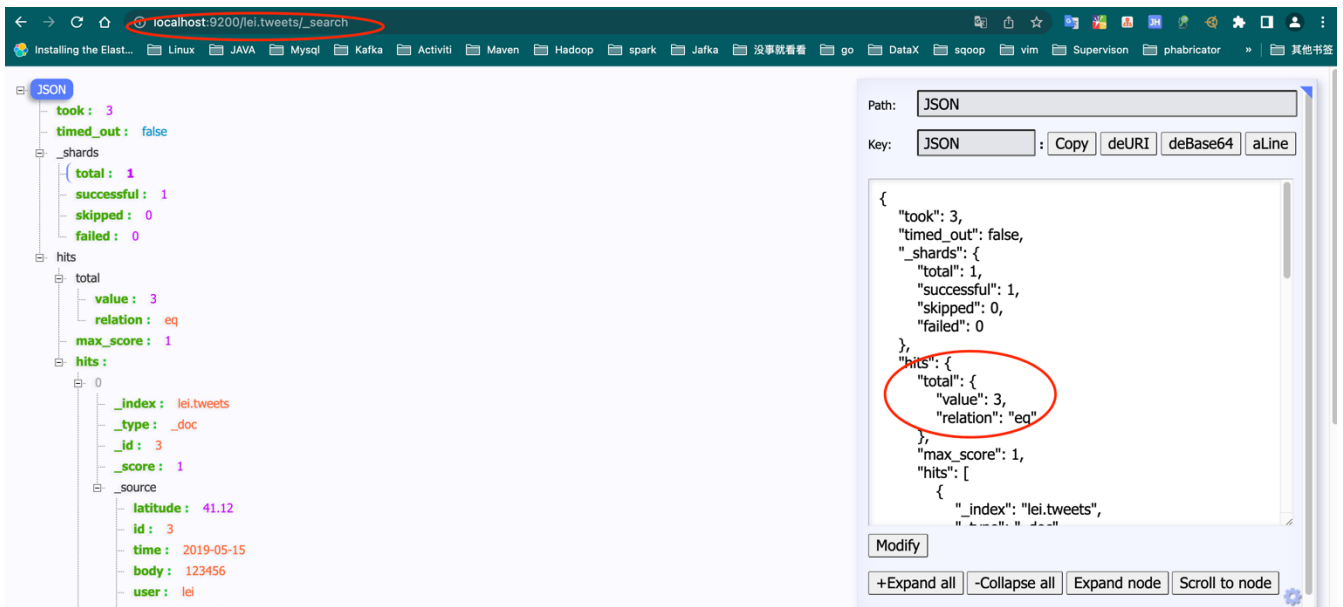 localhost:9200/lei.tweets/_search
Installing the Elast... Linux JAVA Mysql Kafka Activiti Maven Hadoop spark Jafka 没事就看看 go DataX sqoop vim Supervison phabricator » 其他书签
JSON
took : 3
timed_out : false
_shards
total : 1
successful : 1
skipped : 0
failed : 0
hits
total
value : 3
relation : eq
max_score : 1
hits :
0
_index : lei.tweets
_type : _doc
_id : 3
_score : 1
_source
latitude : 41.12
id : 3
time : 2019-05-15
body : 123456
user : lei
Path: JSON
Key: JSON : Copy deURI deBase64 aLine
{
"took": 3,
"timed_out": false,
"_shards": {
"total": 1,
"successful": 1,
"skipped": 0,
"failed": 0
},
"hits": {
"total": {
"value": 3,
"relation": "eq"
},
"max_score": 1,
"hits": [
{
"_index": "lei.tweets",
"_type": "_doc"
Modify
+Expand all -Collapse all Expand node Scroll to node